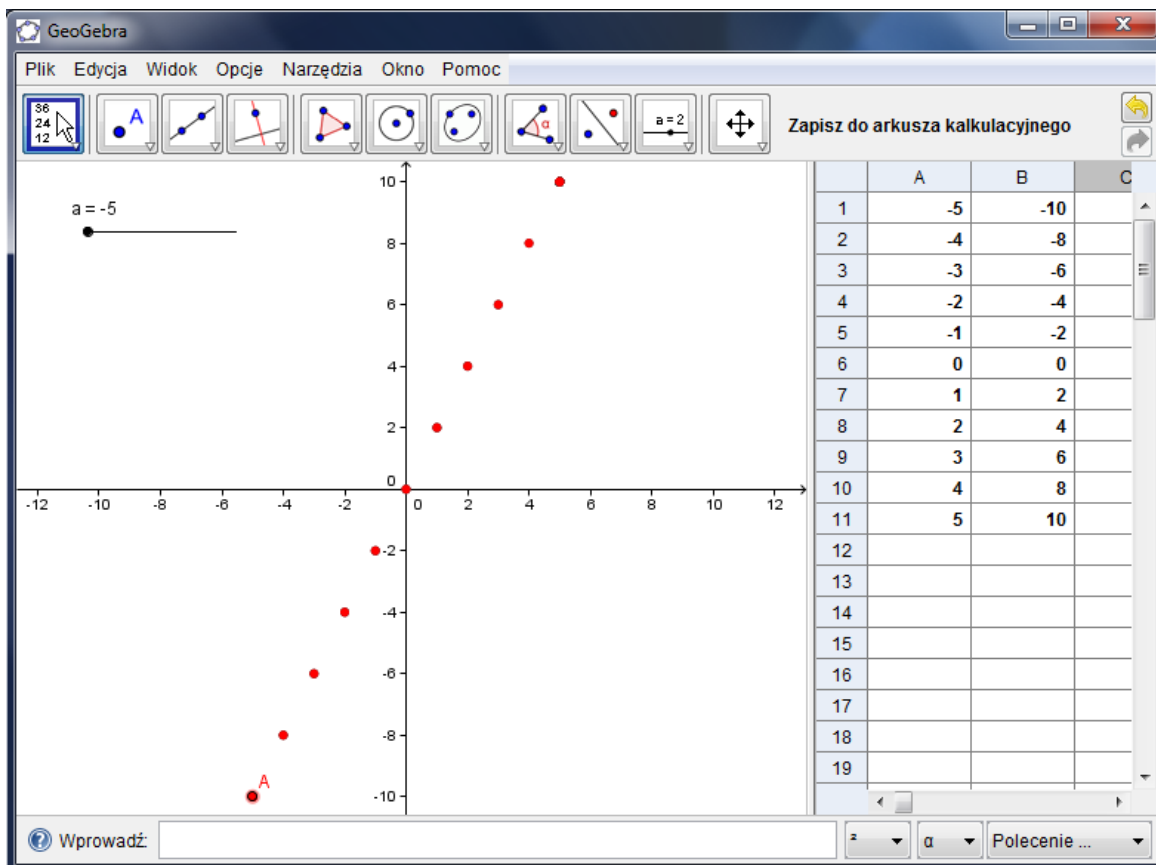 GeoGebra
Plik Edycja Widok Opcje Narzędzia Okno Pomoc
36
24
12
A
α
a = 2
Zapisz do arkusza kalkulacyjnego
a = -5
10
8
6
4
2
0
-12 -10 -8 -6 -4 -2 0 2 4 6 8 10 12
-2
-4
-6
-8
-10
A
A B C
1 -5 -10
2 -4 -8
3 -3 -6
4 -2 -4
5 -1 -2
6 0 0
7 1 2
8 2 4
9 3 6
10 4 8
11 5 10
12
13
14
15
16
17
18
19
Wprowadź: ² α Polecenie ...